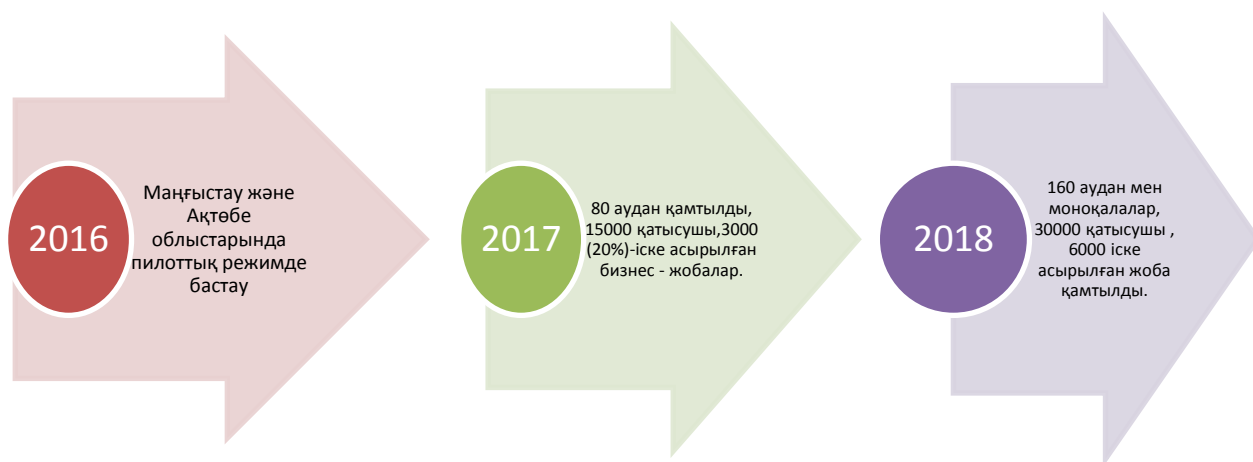 2016
Маңғыстау және
Ақтөбе
облыстарында
пилоттық режимде
бастау
2017
80 аудан қамтылды,
15000 қатысушы,3000
(20%)-іске асырылған
бизнес - жобалар.
2018
160 аудан мен
моноқалалар,
30000 қатысушы ,
6000 іске
асырылған жоба
қамтылды.